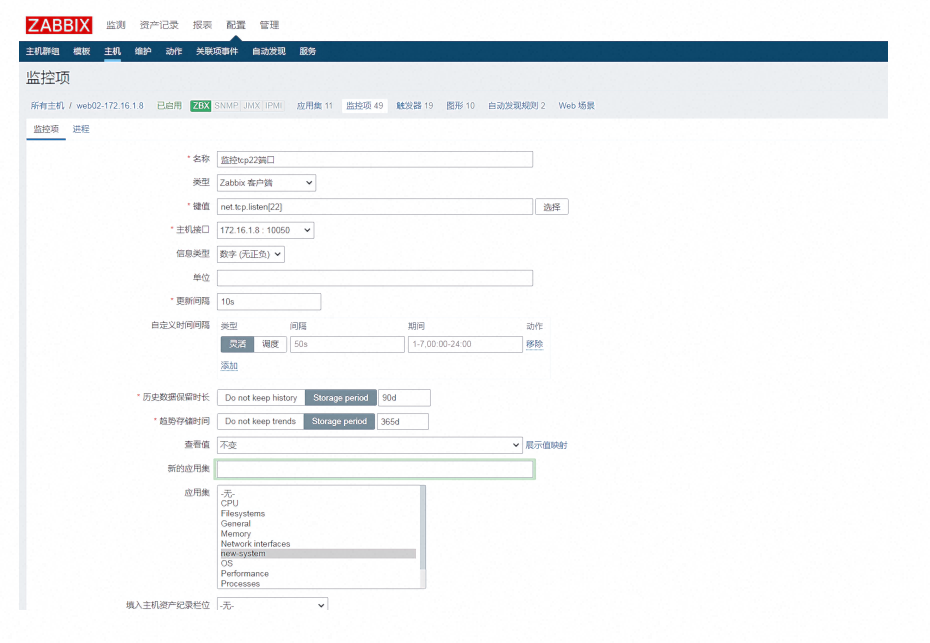 ZABBIX 监测 资产记录 报表 配置 管理
主机群组 模板 主机 维护 动作 关联项事件 自动发现 服务
监控项
所有主机 / web02-172.16.1.8 已启用 ZBX SNMP JMX IPMI 应用集 11 监控项 49 触发器 19 图形 10 自动发现规则 2 Web 场景
监控项 进程
* 名称 监控tcp22端口
类型 Zabbix 客户端
* 键值 net.tcp.listen[22] 选择
* 主机接口 172.16.1.8 : 10050
信息类型 数字 (无正负)
单位
* 更新间隔 10s
自定义时间间隔 类型 间隔 期间 动作
灵活 调度 50s 1-7,00:00-24:00 移除
添加
* 历史数据保留时长 Do not keep history Storage period 90d
* 趋势存储时间 Do not keep trends Storage period 365d
查看值 不变 展示值映射
新的应用集
应用集 -无-
CPU
Filesystems
General
Memory
Network interfaces
new-system
OS
Performance
Processes
填入主机资产纪录栏位 -无-